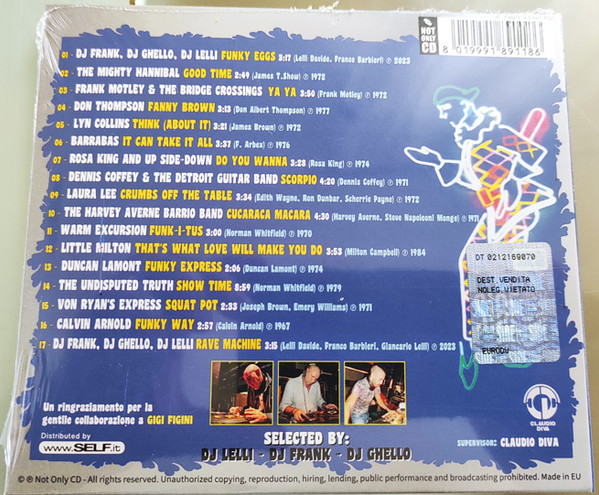 NOT ONLY CD
8 019991 891186
01 - DJ FRANK, DJ GHELLO, DJ LELLI FUNKY EGGS 3:17 (Lelli Davide, Franco Barbieri) ℗ 2023
02 - THE MIGHTY HANNIBAL GOOD TIME 2:49 (James T.Show) ℗ 1972
03 - FRANK MOTLEY & THE BRIDGE CROSSINGS YA YA 3:50 (Frank Motley) ℗ 1972
04 - DON THOMPSON FANNY BROWN 3:13 (Don Albert Thompson) ℗ 1977
05 - LYN COLLINS THINK (ABOUT IT) 3:21 (James Brown) ℗ 1972
06 - BARRABAS IT CAN TAKE IT ALL 3:37 (F. Arbex) ℗ 1976
07 - ROSA KING AND UP SIDE-DOWN DO YOU WANNA 3:28 (Rosa King) ℗ 1974
08 - DENNIS COFFEY & THE DETROIT GUITAR BAND SCORPIO 4:20 (Dennis Coffey) ℗ 1971
09 - LAURA LEE CRUMBS OFF THE TABLE 3:34 (Edith Wayne, Ron Dunbar, Scherrie Payne) ℗ 1972
10 - THE HARVEY AVERNE BARRIO BAND CUCARACA MACARA 4:30 (Harvey Averne, Steve Napoleoni Monge) ℗ 1971
11 - WARM EXCURSION FUNK-I-TUS 3:00 (Norman Whitfield) ℗ 1970
12 - LITTLE MILTON THAT'S WHAT LOVE WILL MAKE YOU DO 3:53 (Milton Campbell) ℗ 1984
13 - DUNCAN LAMONT FUNKY EXPRESS 2:06 (Duncan Lamont) ℗ 1974
14 - THE UNDISPUTED TRUTH SHOW TIME 6:59 (Norman Whitfield) ℗ 1979
15 - VON RYAN'S EXPRESS SQUAT POT 2:33 (Joseph Brown, Emery Williams) ℗ 1971
16 - CALVIN ARNOLD FUNKY WAY 2:57 (Calvin Arnold) ℗ 1967
17 - DJ FRANK, DJ GHELLO, DJ LELLI RAVE MACHINE 3:15 (Lelli Davide, Franco Barbieri, Giancarlo Lelli) ℗ 2023
DT 0212169070
DEST.VENDITA
NOLEG.VIETATO
Un ringraziamento per la
gentile collaborazione a GIGI FIGINI
Distributed by
www.SELF.it
SELECTED BY:
DJ LELLI - DJ FRANK - DJ GHELLO
CLAUDIO
DIVA
SUPERVISOR: CLAUDIO DIVA
© ℗ Not Only CD - All rights reserved. Unauthorized copying, reproduction, hiring, lending, public performance and broadcasting prohibited. Made in EU